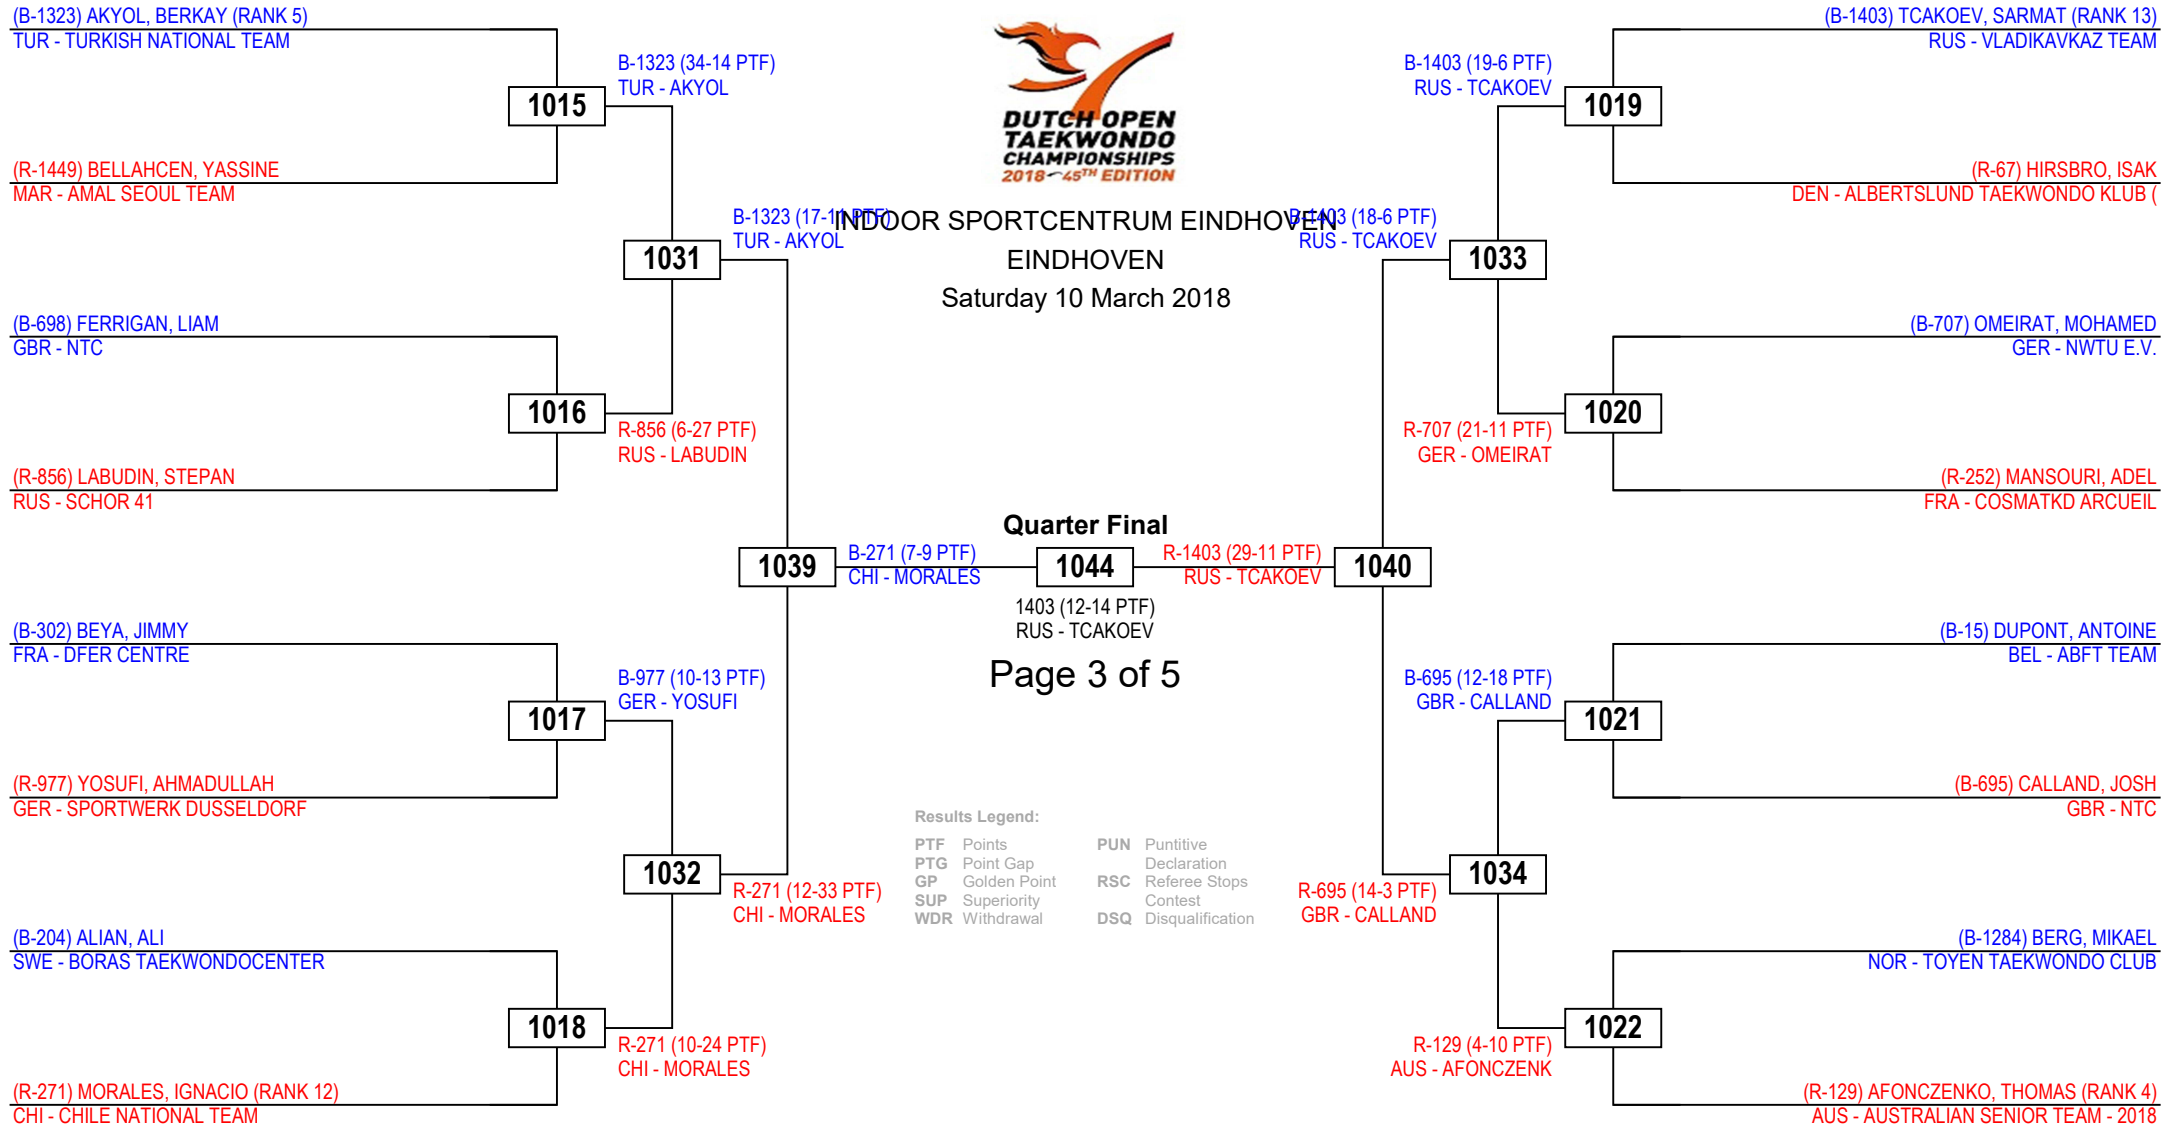 (B-1323) AKYOL, BERKAY (RANK 5)
TUR - TURKISH NATIONAL TEAM
B-1323 (34-14 PTF)
TUR - AKYOL
1015
(R-1449) BELLAHCEN, YASSINE
MAR - AMAL SEOUL TEAM
B-1323 (17-11 PTF)
TUR - AKYOL
1031
(B-698) FERRIGAN, LIAM
GBR - NTC
1016
R-856 (6-27 PTF)
RUS - LABUDIN
(R-856) LABUDIN, STEPAN
RUS - SCHOR 41
1039
B-271 (7-9 PTF)
CHI - MORALES
(B-302) BEYA, JIMMY
FRA - DFER CENTRE
B-977 (10-13 PTF)
GER - YOSUFI
1017
(R-977) YOSUFI, AHMADULLAH
GER - SPORTWERK DUSSELDORF
1032
R-271 (12-33 PTF)
CHI - MORALES
(B-204) ALIAN, ALI
SWE - BORAS TAEKWONDOCENTER
1018
R-271 (10-24 PTF)
CHI - MORALES
(R-271) MORALES, IGNACIO (RANK 12)
CHI - CHILE NATIONAL TEAM
DUTCH OPEN
TAEKWONDO
CHAMPIONSHIPS
2018 - 45TH EDITION
INDOOR SPORTCENTRUM EINDHOVEN
EINDHOVEN
Saturday 10 March 2018
Quarter Final
1044
1403 (12-14 PTF)
RUS - TCAKOEV
Page 3 of 5
Results Legend:
PTF Points
PTG Point Gap
GP Golden Point
SUP Superiority
WDR Withdrawal
PUN Puntitive
Declaration
RSC Referee Stops
Contest
DSQ Disqualification
(B-1403) TCAKOEV, SARMAT (RANK 13)
RUS - VLADIKAVKAZ TEAM
B-1403 (19-6 PTF)
RUS - TCAKOEV
1019
(R-67) HIRSBRO, ISAK
DEN - ALBERTSLUND TAEKWONDO KLUB (
B-1403 (18-6 PTF)
RUS - TCAKOEV
1033
(B-707) OMEIRAT, MOHAMED
GER - NWTU E.V.
1020
R-707 (21-11 PTF)
GER - OMEIRAT
(R-252) MANSOURI, ADEL
FRA - COSMATKD ARCUEIL
R-1403 (29-11 PTF)
RUS - TCAKOEV
1040
(B-15) DUPONT, ANTOINE
BEL - ABFT TEAM
B-695 (12-18 PTF)
GBR - CALLAND
1021
(B-695) CALLAND, JOSH
GBR - NTC
1034
R-695 (14-3 PTF)
GBR - CALLAND
(B-1284) BERG, MIKAEL
NOR - TOYEN TAEKWONDO CLUB
1022
R-129 (4-10 PTF)
AUS - AFONCZENK
(R-129) AFONCZENKO, THOMAS (RANK 4)
AUS - AUSTRALIAN SENIOR TEAM - 2018